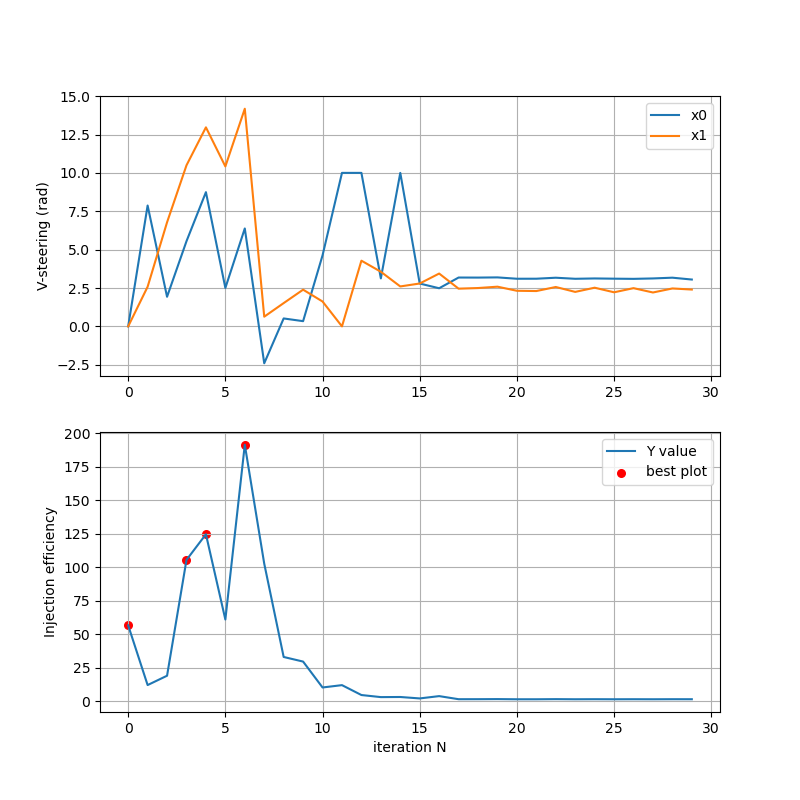 15.0
12.5
10.0
7.5
5.0
2.5
0.0
−2.5
V-steering (rad)
x0
x1
0 5 10 15 20 25 30
200
175
150
125
100
75
50
25
0
Injection efficiency
Y value
best plot
0 5 10 15 20 25 30
iteration N